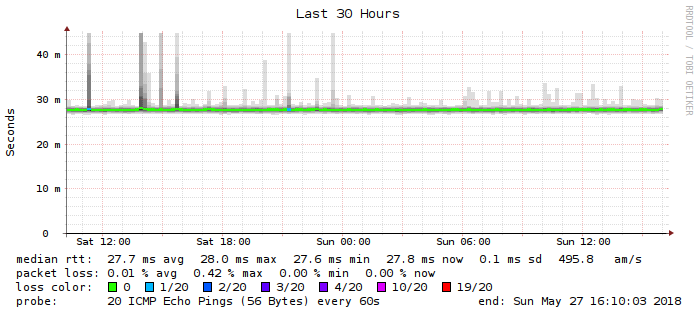 Last 30 Hours
RRDTOOL / TOBI OETIKER
Seconds
40 m
30 m
20 m
10 m
0
Sat 12:00 Sat 18:00 Sun 00:00 Sun 06:00 Sun 12:00
median rtt: 27.7 ms avg 28.0 ms max 27.6 ms min 27.8 ms now 0.1 ms sd 495.8 am/s
packet loss: 0.01 % avg 0.42 % max 0.00 % min 0.00 % now
loss color: 0 1/20 2/20 3/20 4/20 10/20 19/20
probe: 20 ICMP Echo Pings (56 Bytes) every 60s end: Sun May 27 16:10:03 2018